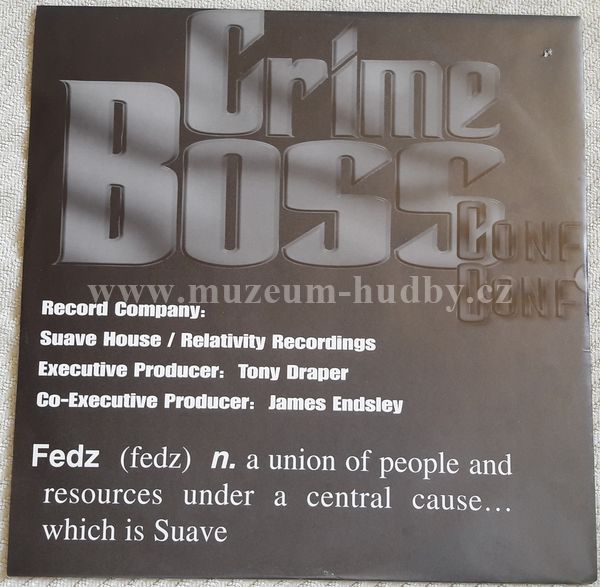 Crime
Boss
Conf
Conf
www.muzeum-hudby.cz
Record Company:
Suave House / Relativity Recordings
Executive Producer: Tony Draper
Co-Executive Producer: James Endsley
Fedz (fedz) n. a union of people and
resources under a central cause...
which is Suave